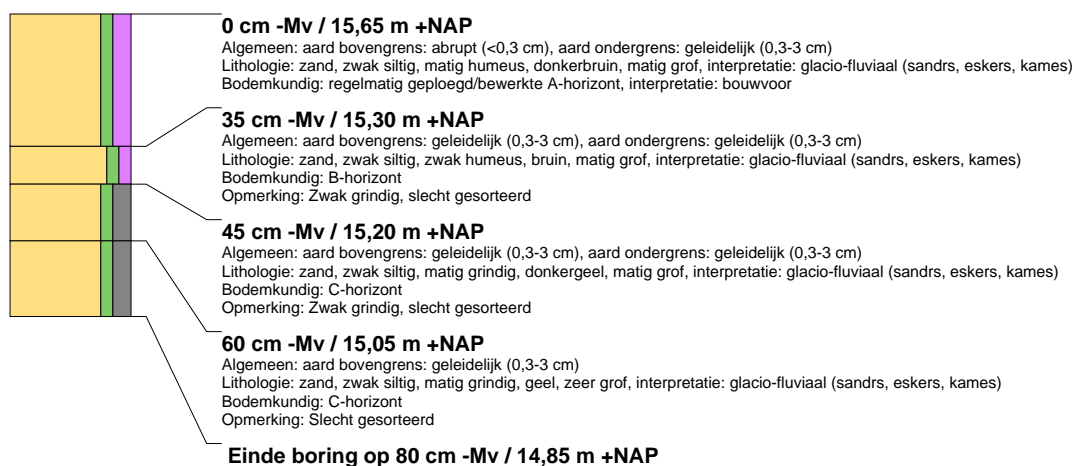 0 cm -Mv / 15,65 m +NAP
Algemeen: aard bovengrens: abrupt (<0,3 cm), aard ondergrens: geleidelijk (0,3-3 cm)
Lithologie: zand, zwak siltig, matig humeus, donkerbruin, matig grof, interpretatie: glacio-fluviaal (sandrs, eskers, kames)
Bodemkundig: regelmatig geploegd/bewerkte A-horizont, interpretatie: bouwvoor
35 cm -Mv / 15,30 m +NAP
Algemeen: aard bovengrens: geleidelijk (0,3-3 cm), aard ondergrens: geleidelijk (0,3-3 cm)
Lithologie: zand, zwak siltig, zwak humeus, bruin, matig grof, interpretatie: glacio-fluviaal (sandrs, eskers, kames)
Bodemkundig: B-horizont
Opmerking: Zwak grindig, slecht gesorteerd
45 cm -Mv / 15,20 m +NAP
Algemeen: aard bovengrens: geleidelijk (0,3-3 cm), aard ondergrens: geleidelijk (0,3-3 cm)
Lithologie: zand, zwak siltig, matig grindig, donkergeel, matig grof, interpretatie: glacio-fluviaal (sandrs, eskers, kames)
Bodemkundig: C-horizont
Opmerking: Zwak grindig, slecht gesorteerd
60 cm -Mv / 15,05 m +NAP
Algemeen: aard bovengrens: geleidelijk (0,3-3 cm)
Lithologie: zand, zwak siltig, matig grindig, geel, zeer grof, interpretatie: glacio-fluviaal (sandrs, eskers, kames)
Bodemkundig: C-horizont
Opmerking: Slecht gesorteerd
Einde boring op 80 cm -Mv / 14,85 m +NAP